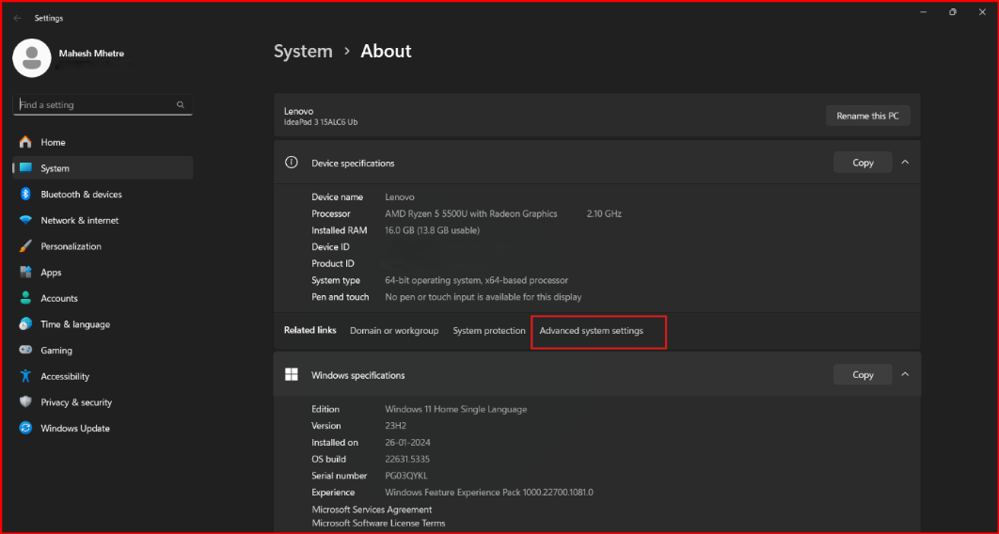 Settings
Mahesh Mhetre
Find a setting
Home
System
Bluetooth & devices
Network & internet
Personalization
Apps
Accounts
Time & language
Gaming
Accessibility
Privacy & security
Windows Update
System › About
Lenovo
IdeaPad 3 15ALC6 Ub
Rename this PC
Device specifications
Copy
Device name Lenovo
Processor AMD Ryzen 5 5500U with Radeon Graphics 2.10 GHz
Installed RAM 16.0 GB (13.8 GB usable)
Device ID
Product ID
System type 64-bit operating system, x64-based processor
Pen and touch No pen or touch input is available for this display
Related links Domain or workgroup System protection Advanced system settings
Windows specifications
Copy
Edition Windows 11 Home Single Language
Version 23H2
Installed on 26-01-2024
OS build 22631.5335
Serial number PG03QYKL
Experience Windows Feature Experience Pack 1000.22700.1081.0
Microsoft Services Agreement
Microsoft Software License Terms